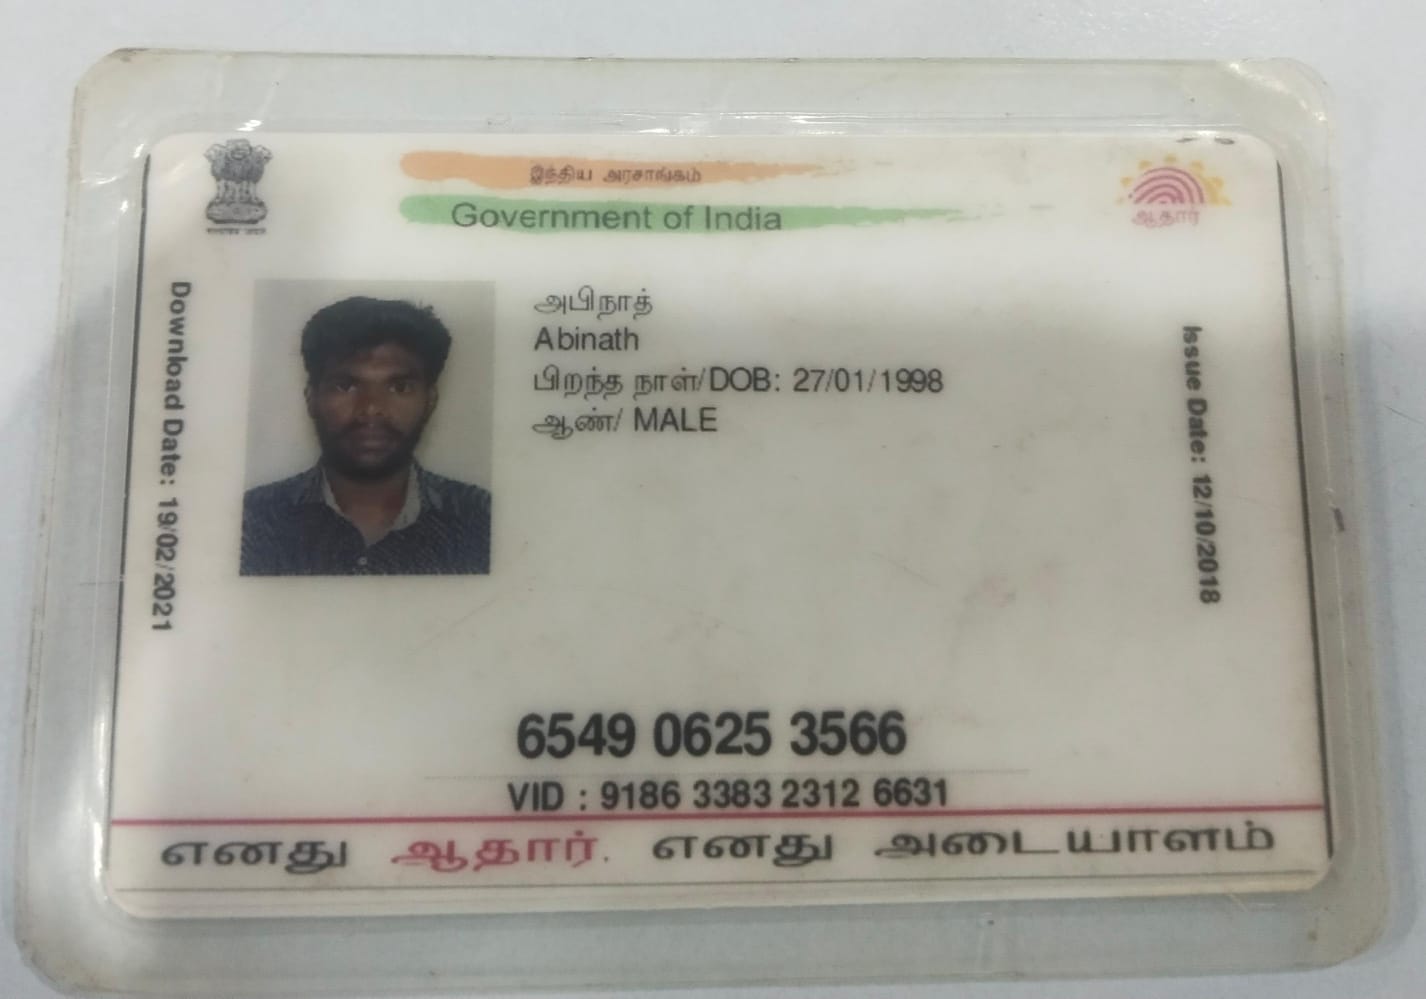 இந்திய அரசாங்கம்
Government of India
ஆதார்
Download Date: 19/02/2021
அபிநாத்
Abinath
பிறந்த நாள்/DOB: 27/01/1998
ஆண்/ MALE
Issue Date: 12/10/2018
6549 0625 3566
VID : 9186 3383 2312 6631
எனது ஆதார். எனது அடையாளம்